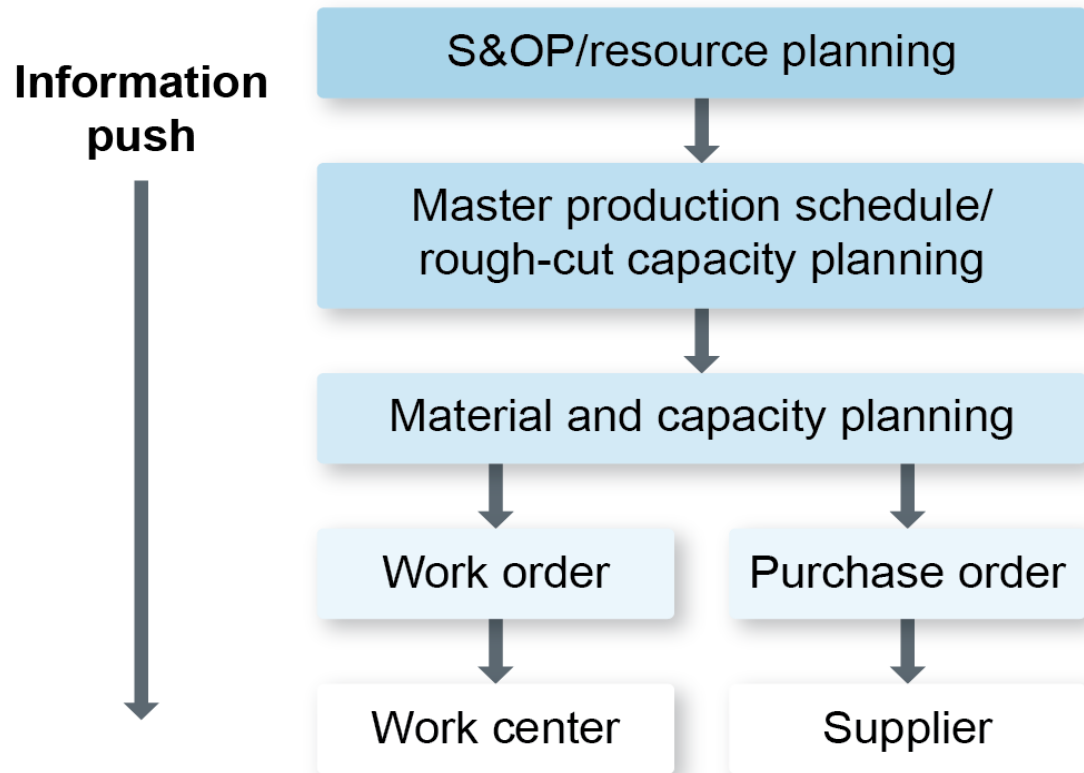 Information
push
S&OP/resource planning
Master production schedule/
rough-cut capacity planning
Material and capacity planning
Work order
Purchase order
Work center
Supplier